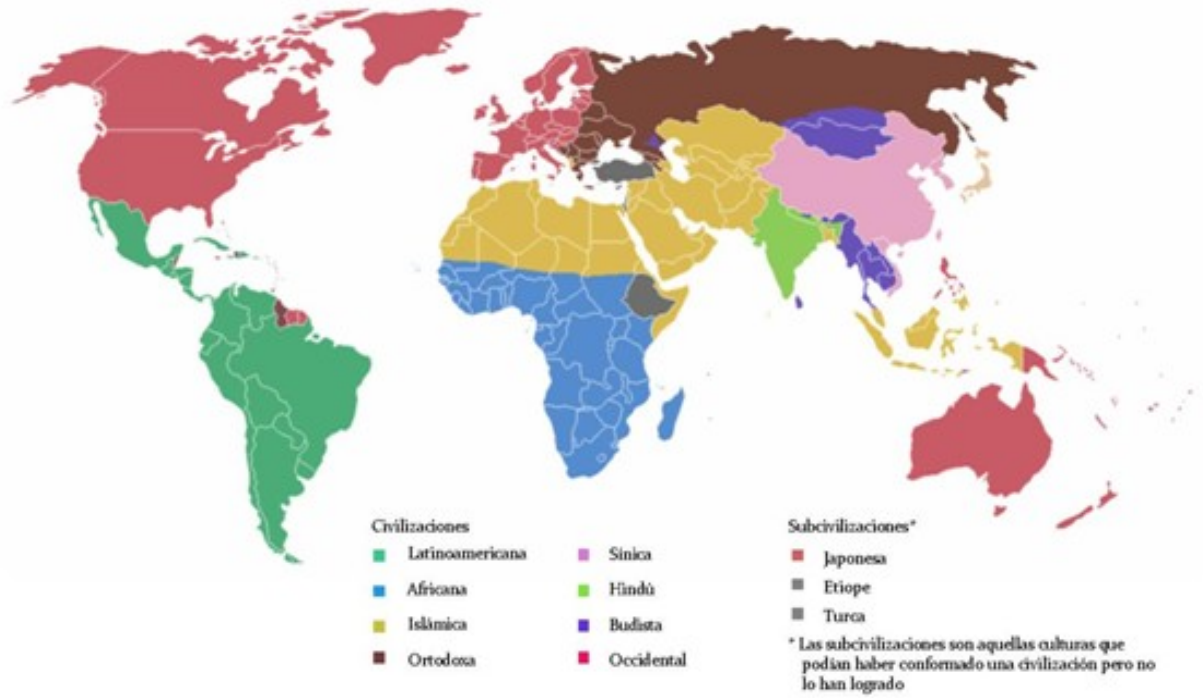 Civilizaciones
Latinoamericana
Africana
Islámica
Ortodoxa
Sínica
Hindú
Budista
Occidental
Subcivilizaciones*
Japonesa
Etíope
Turca
* Las subcivilizaciones son aquellas culturas que
podían haber conformado una civilización pero no
lo han logrado